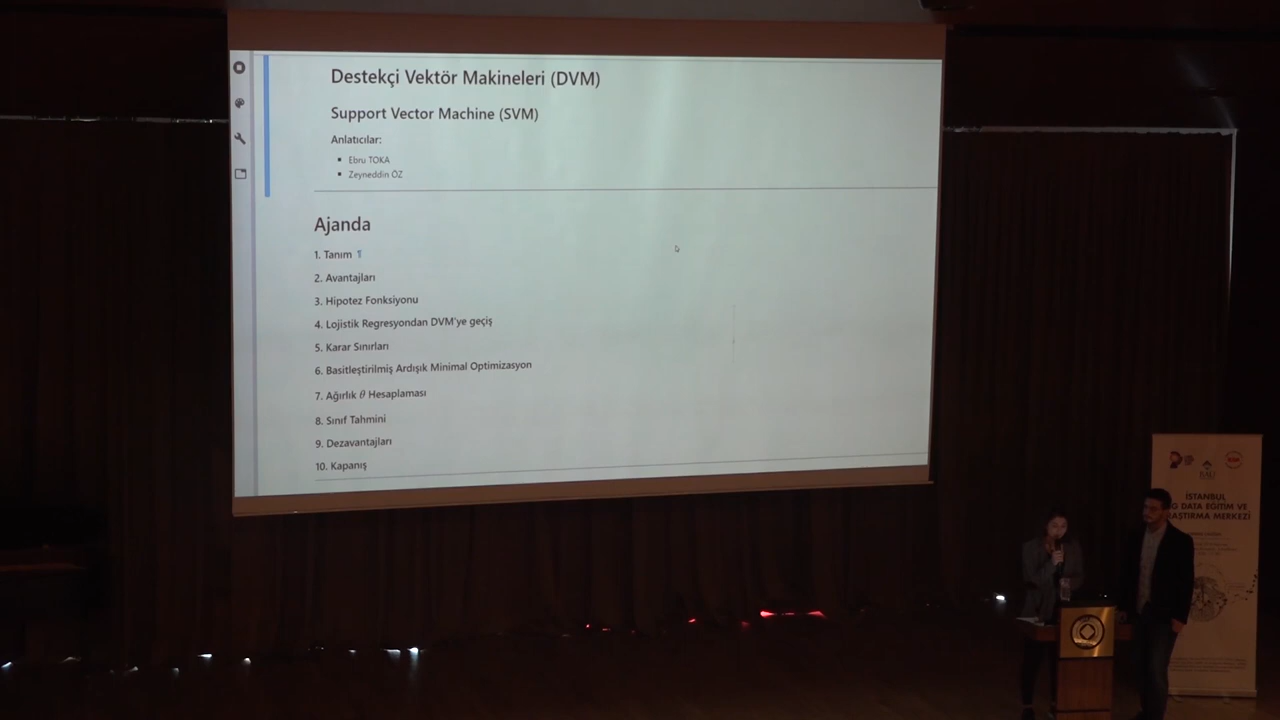 Destekçi Vektör Makineleri (DVM)
Support Vector Machine (SVM)
Anlatıcılar:
Ebru TOKA
Zeyneddin ÖZ
Ajanda
1. Tanım ¶
2. Avantajları
3. Hipotez Fonksiyonu
4. Lojistik Regresyondan DVM'ye geçiş
5. Karar Sınırları
6. Basitleştirilmiş Ardışık Minimal Optimizasyon
7. Ağırlık θ Hesaplaması
8. Sınıf Tahmini
9. Dezavantajları
10. Kapanış
İSTANBUL
DATA EĞİTİM VE
MERKEZİ